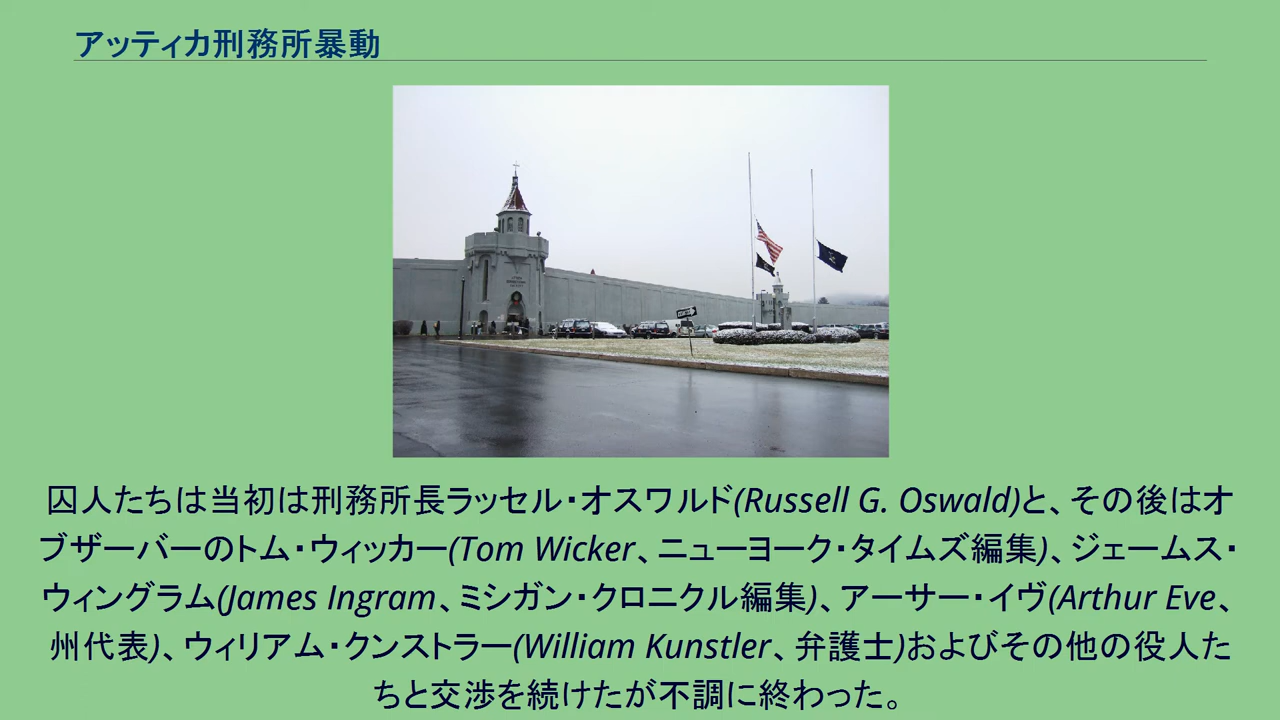 アッティカ刑務所暴動
囚人たちは当初は刑務所長ラッセル・オスワルド(Russell G. Oswald)と、その後はオ
ブザーバーのトム・ウィッカー(Tom Wicker、ニューヨーク・タイムズ編集)、ジェームス・
ウィングラム(James Ingram、ミシガン・クロニクル編集)、アーサー・イヴ(Arthur Eve、
州代表)、ウィリアム・クンストラー(William Kunstler、弁護士)およびその他の役人た
ちと交渉を続けたが不調に終わった。